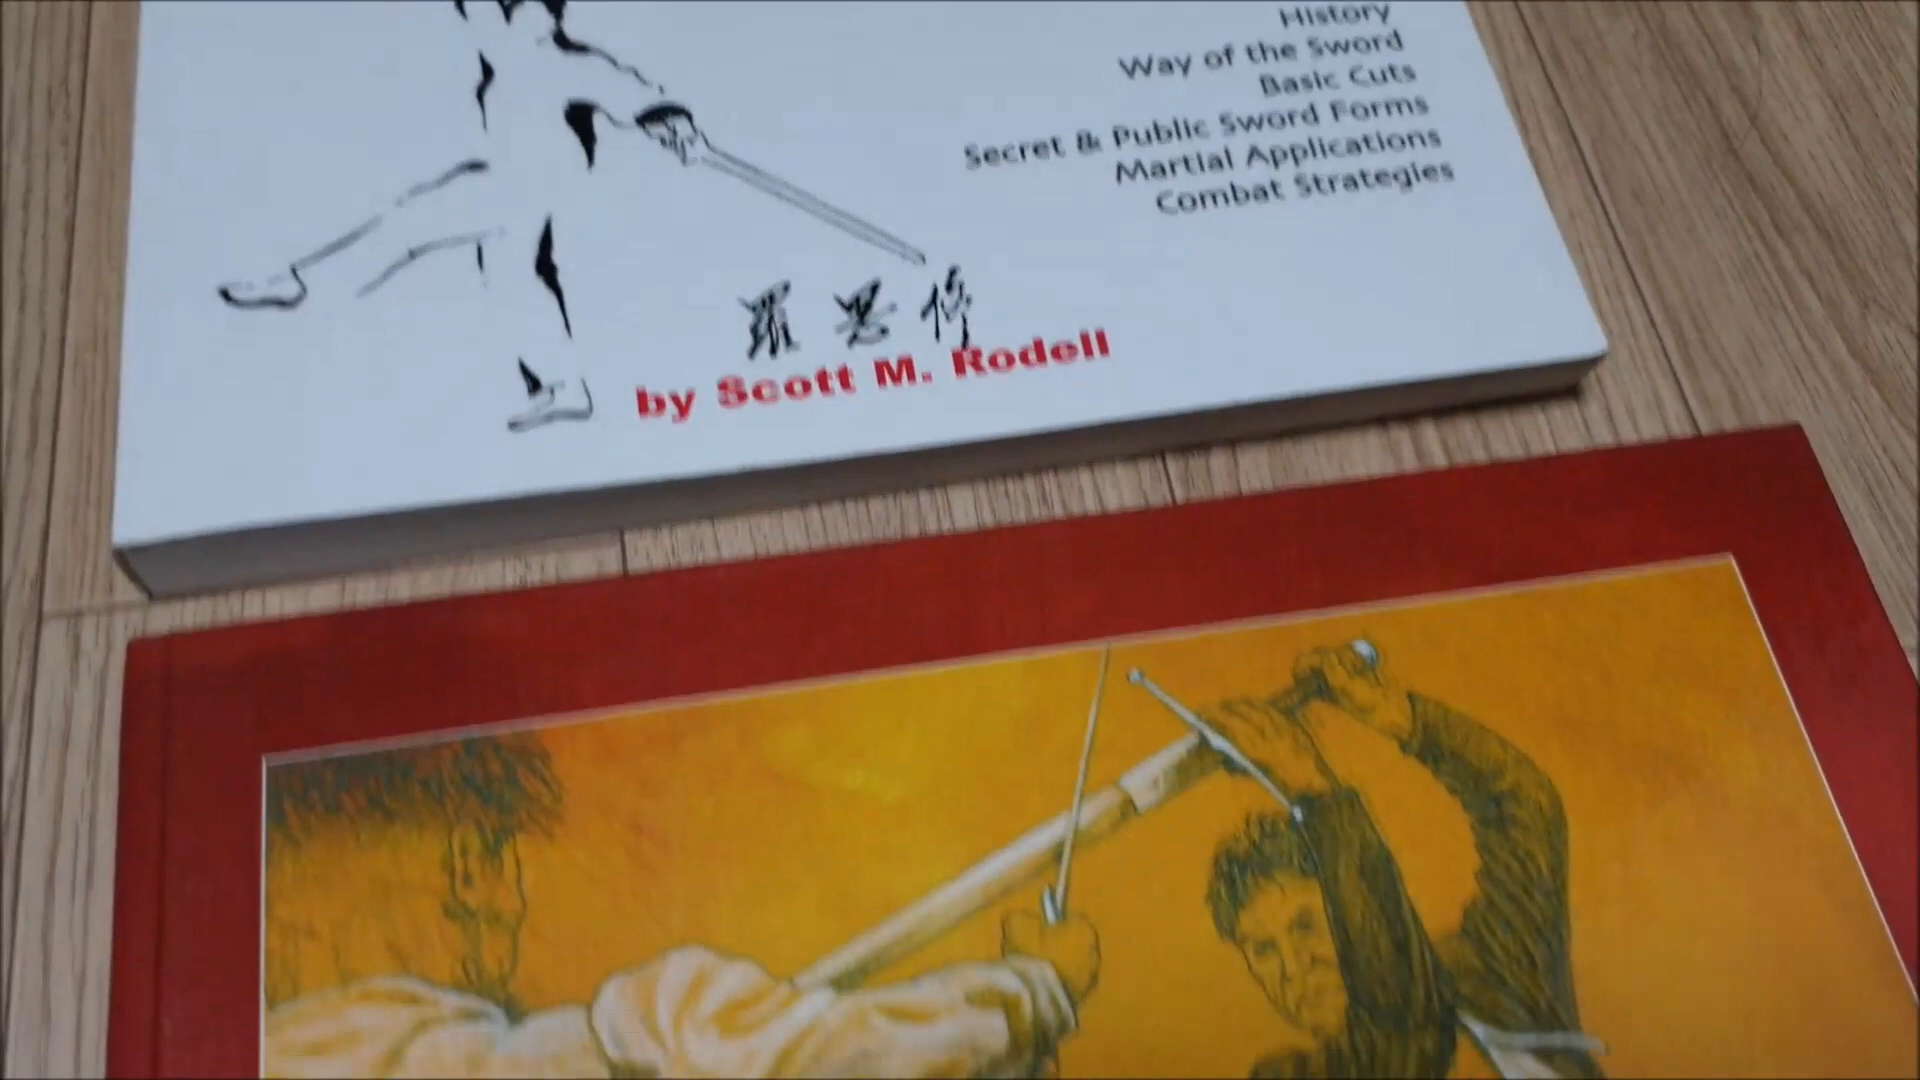 History
Way of the Sword
Basic Cuts
Secret & Public Sword Forms
Martial Applications
Combat Strategies
羅思修
by Scott M. Rodell